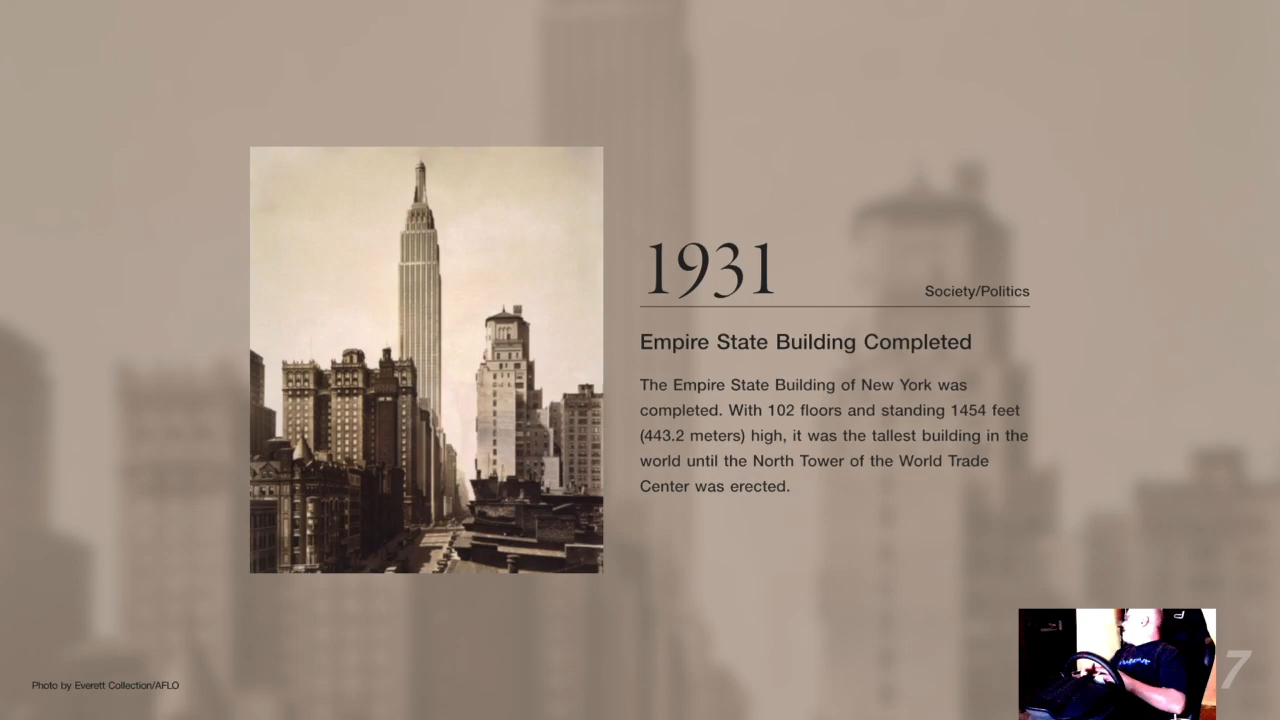 1931
Society/Politics
Empire State Building Completed
The Empire State Building of New York was
completed. With 102 floors and standing 1454 feet
(443.2 meters) high, it was the tallest building in the
world until the North Tower of the World Trade
Center was erected.
Photo by Everett Collection/AFLO
7